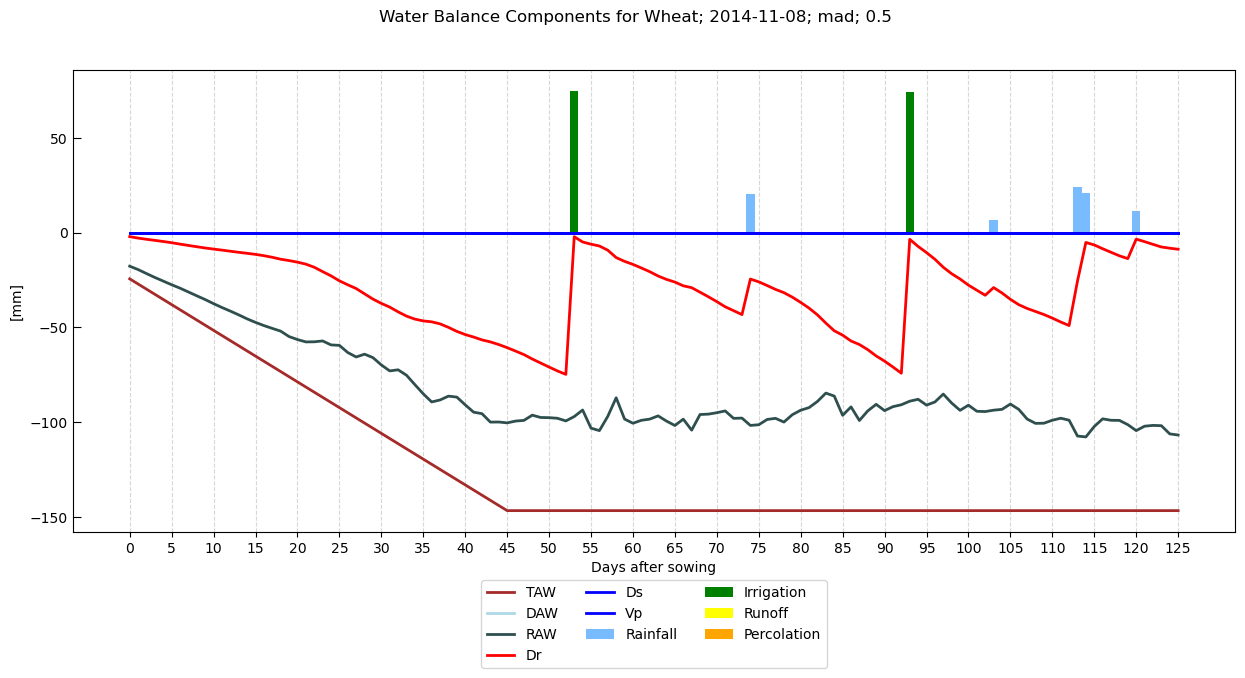 Water Balance Components for Wheat; 2014-11-08; mad; 0.5
[mm]
50
0
−50
−100
−150
0 5 10 15 20 25 30 35 40 45 50 55 60 65 70 75 80 85 90 95 100 105 110 115 120 125
Days after sowing
TAW
DAW
RAW
Dr
Ds
Vp
Rainfall
Irrigation
Runoff
Percolation